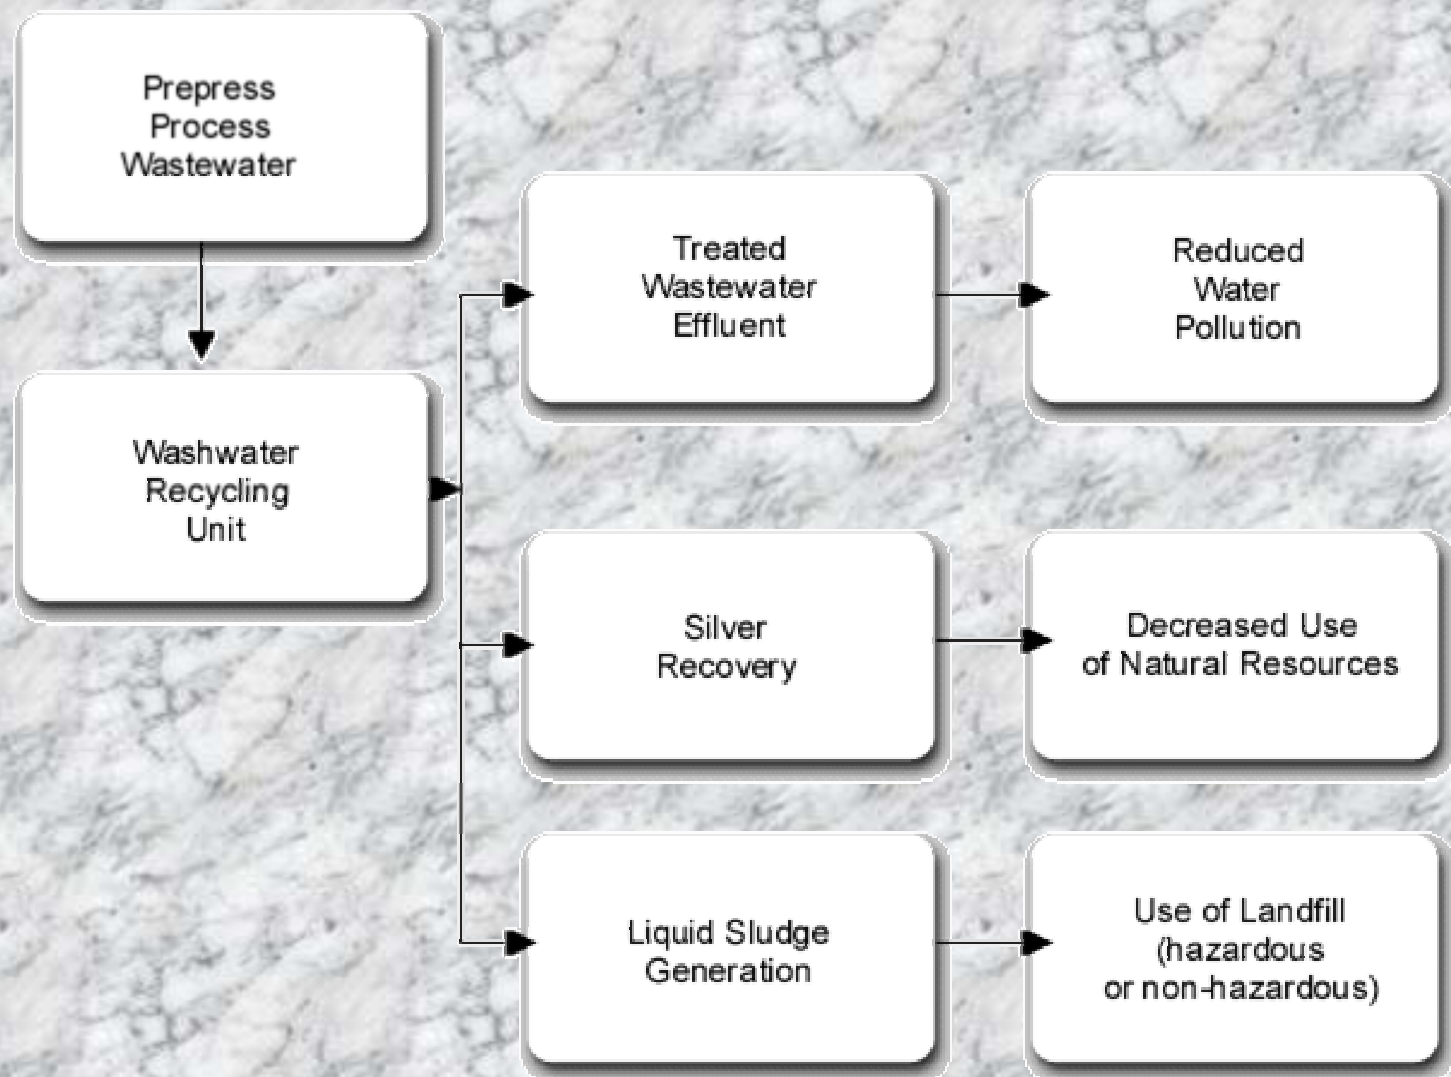 Prepress
Process
Wastewater
Washwater
Recycling
Unit
Treated
Wastewater
Effluent
Reduced
Water
Pollution
Silver
Recovery
Decreased Use
of Natural Resources
Liquid Sludge
Generation
Use of Landfill
(hazardous
or non-hazardous)